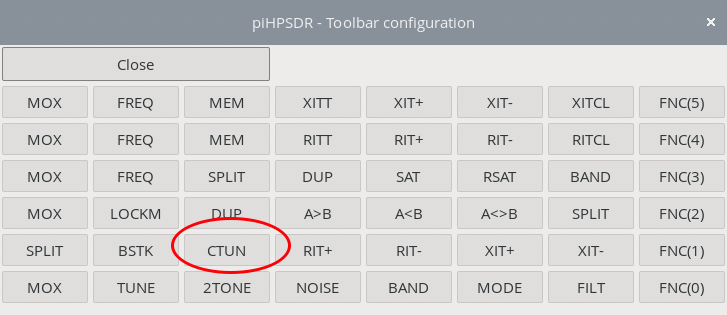 piHPSDR - Toolbar configuration ×
Close
MOX FREQ MEM XITT XIT+ XIT- XITCL FNC(5)
MOX FREQ MEM RITT RIT+ RIT- RITCL FNC(4)
MOX FREQ SPLIT DUP SAT RSAT BAND FNC(3)
MOX LOCKM DUP A>B A<B A<>B SPLIT FNC(2)
SPLIT BSTK CTUN RIT+ RIT- XIT+ XIT- FNC(1)
MOX TUNE 2TONE NOISE BAND MODE FILT FNC(0)